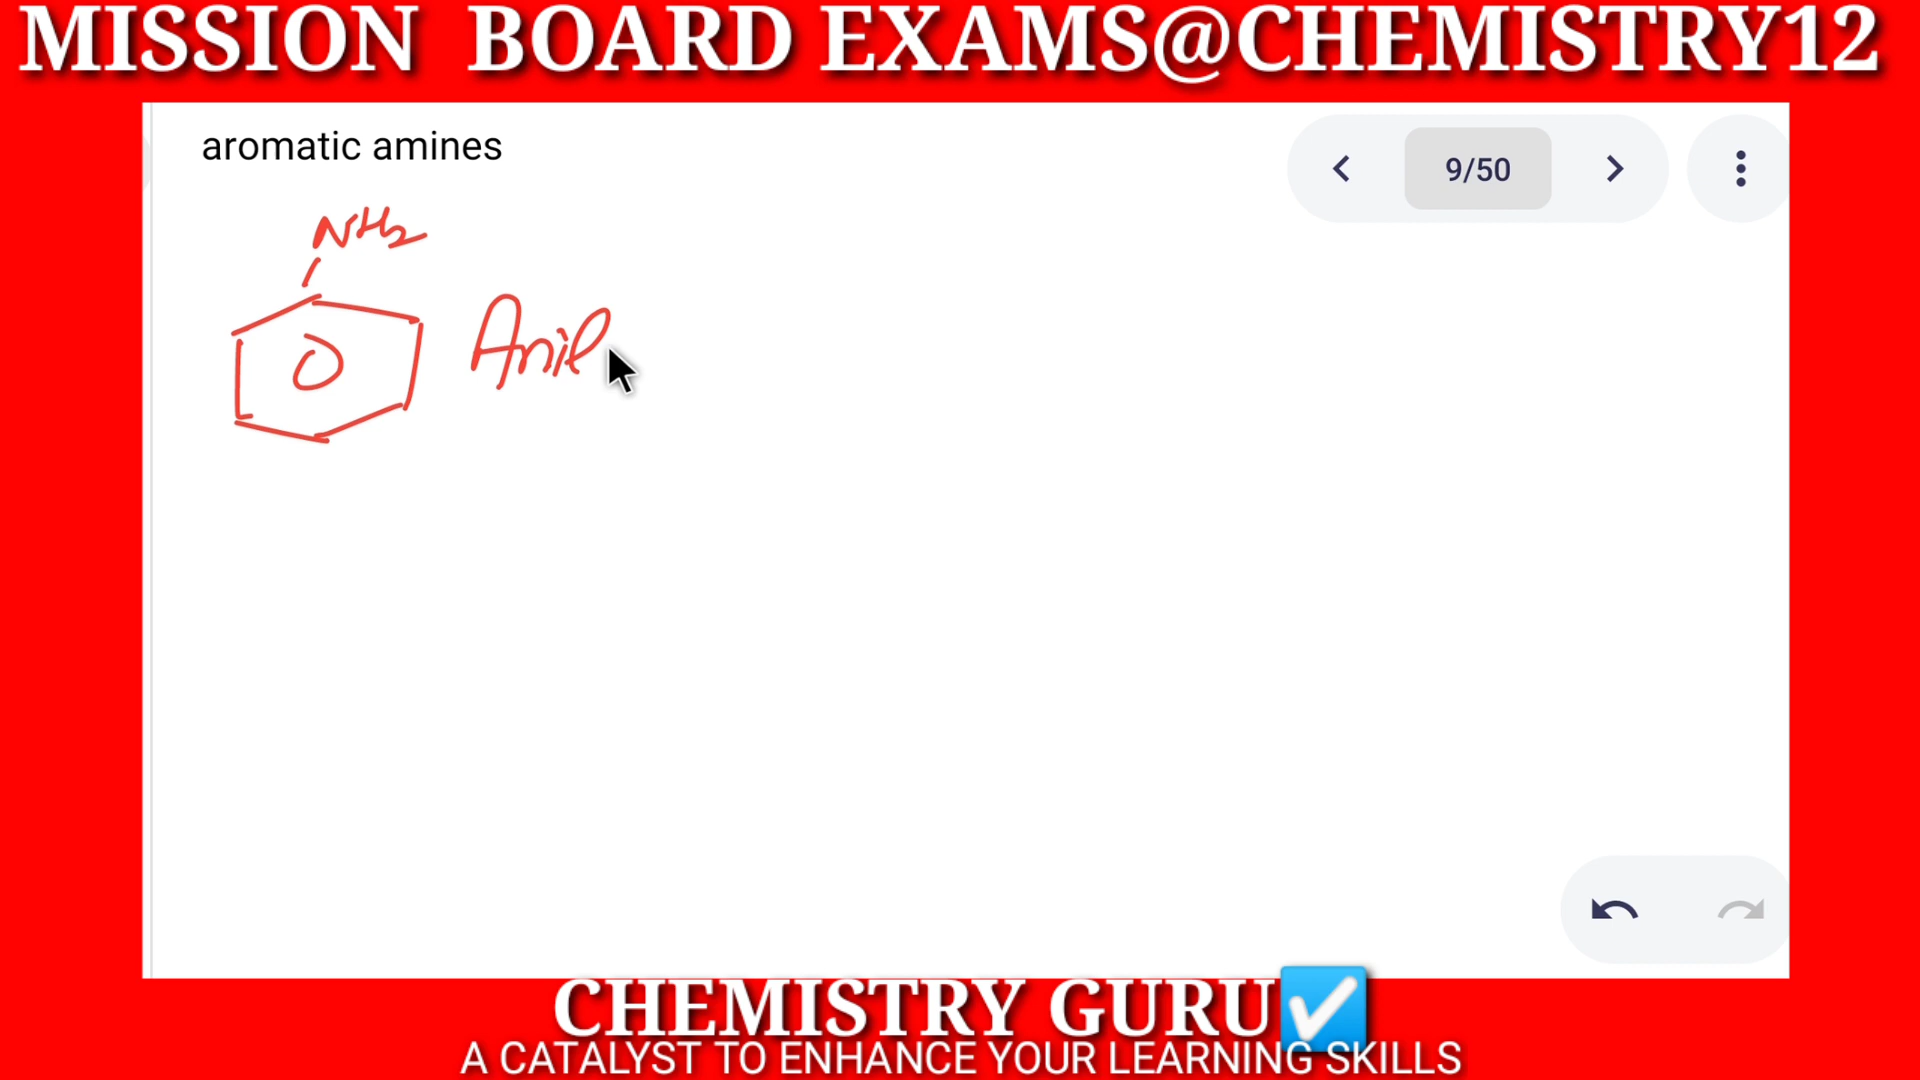 MISSION BOARD EXAMS@CHEMISTRY12
aromatic amines
9/50
NH2
Anil
CHEMISTRY GURU✅
A CATALYST TO ENHANCE YOUR LEARNING SKILLS